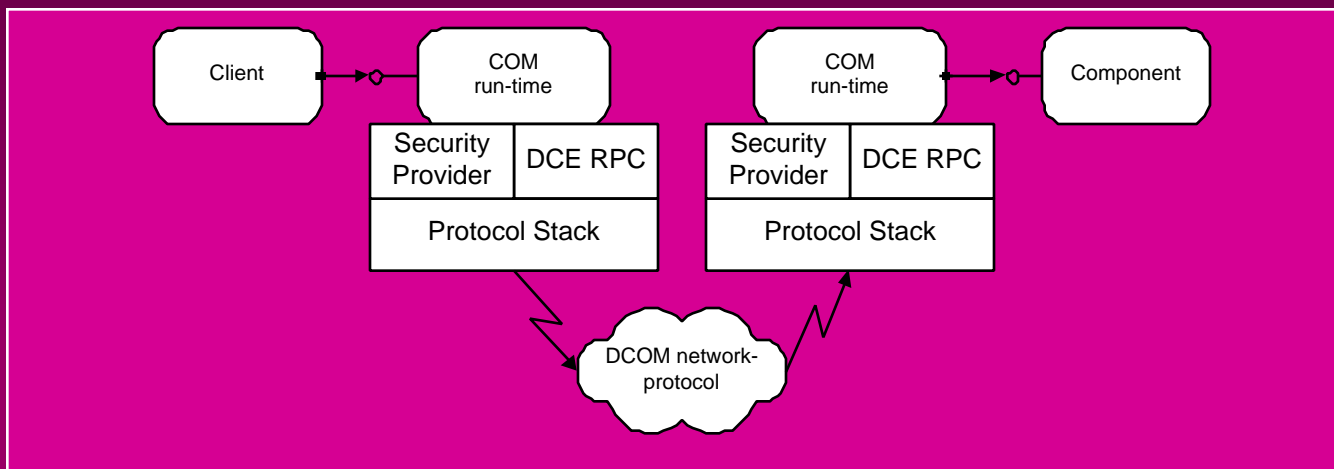 Client
COM
run-time
COM
run-time
Component
Security
Provider
DCE RPC
Security
Provider
DCE RPC
Protocol Stack
Protocol Stack
DCOM network-
protocol